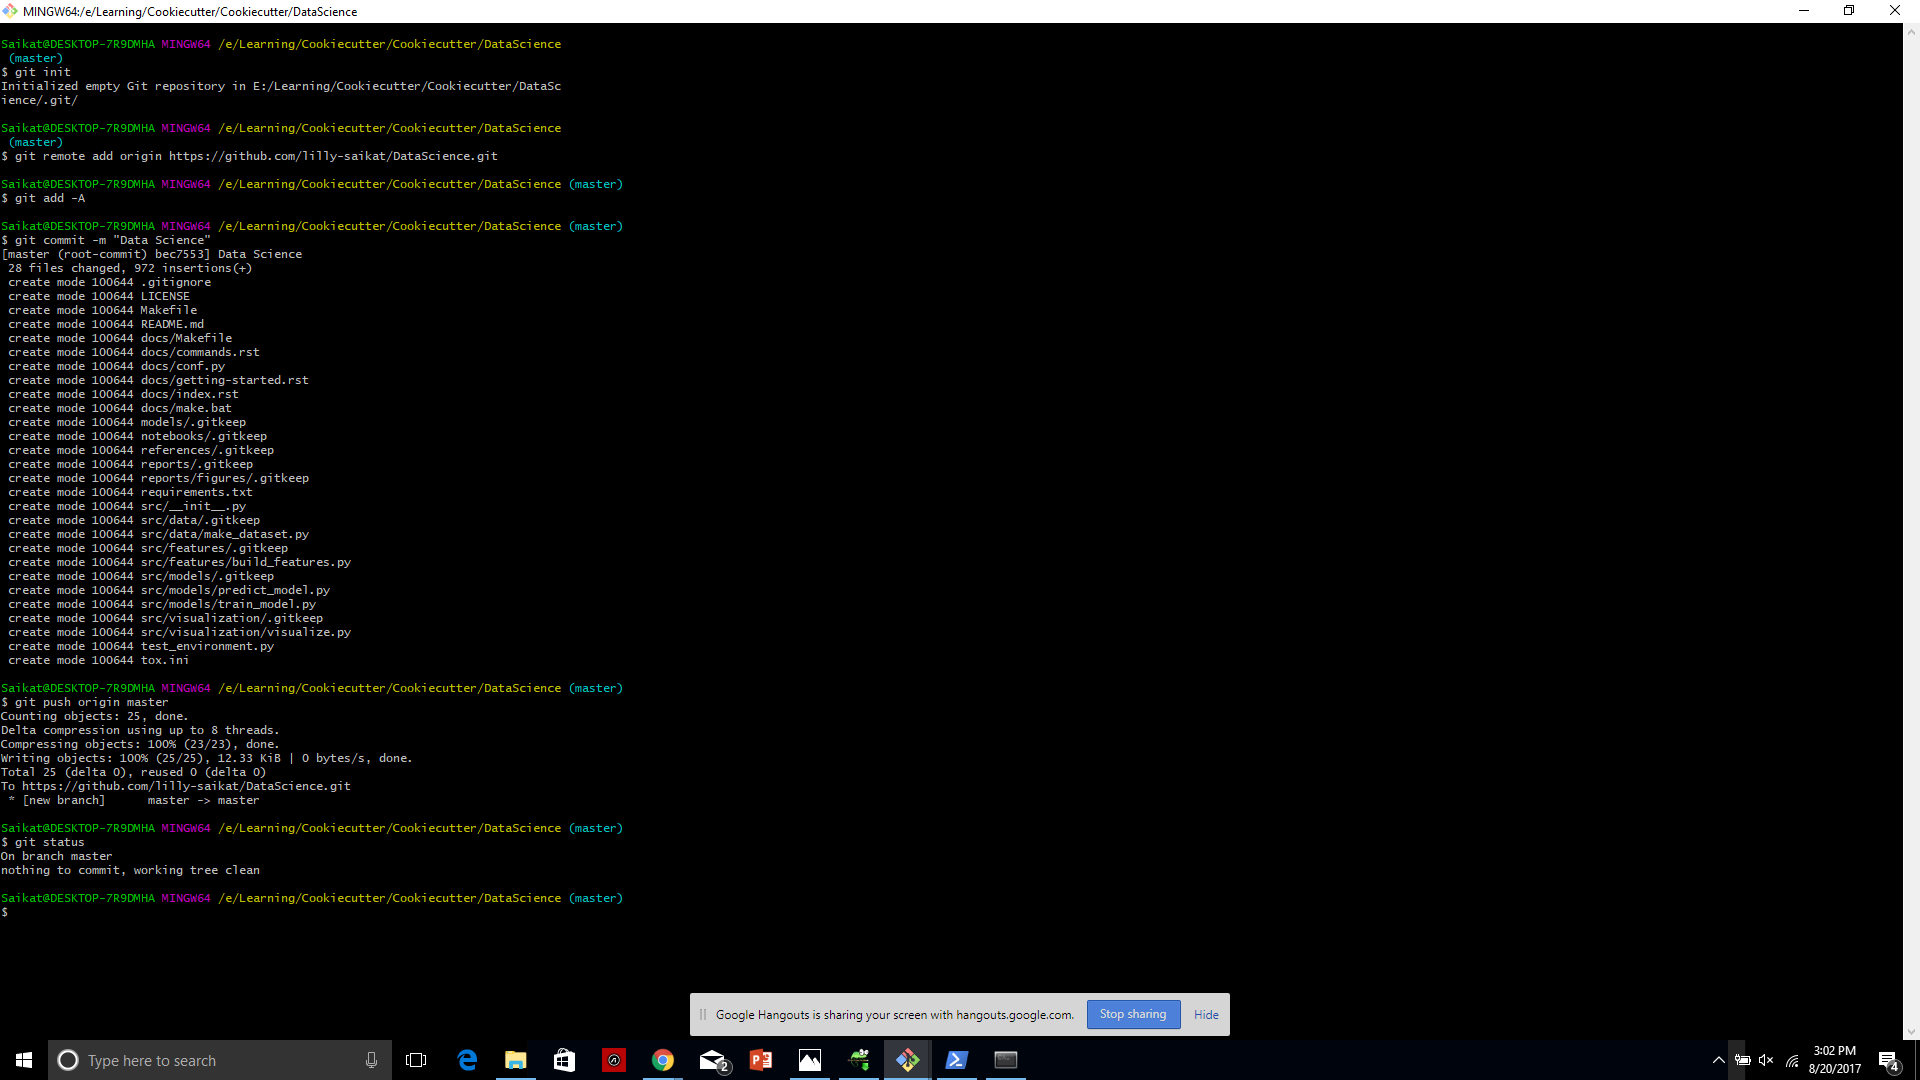 MINGW64:/e/Learning/Cookiecutter/Cookiecutter/DataScience
Saikat@DESKTOP-7R9DMHA MINGW64 /e/Learning/Cookiecutter/Cookiecutter/DataScience
(master)
$ git init
Initialized empty Git repository in E:/Learning/Cookiecutter/Cookiecutter/DataSc
ience/.git/
Saikat@DESKTOP-7R9DMHA MINGW64 /e/Learning/Cookiecutter/Cookiecutter/DataScience
(master)
$ git remote add origin https://github.com/lilly-saikat/DataScience.git
Saikat@DESKTOP-7R9DMHA MINGW64 /e/Learning/Cookiecutter/Cookiecutter/DataScience (master)
$ git add -A
Saikat@DESKTOP-7R9DMHA MINGW64 /e/Learning/Cookiecutter/Cookiecutter/DataScience (master)
$ git commit -m "Data Science"
[master (root-commit) bec7553] Data Science
28 files changed, 972 insertions(+)
create mode 100644 .gitignore
create mode 100644 LICENSE
create mode 100644 Makefile
create mode 100644 README.md
create mode 100644 docs/Makefile
create mode 100644 docs/commands.rst
create mode 100644 docs/conf.py
create mode 100644 docs/getting-started.rst
create mode 100644 docs/index.rst
create mode 100644 docs/make.bat
create mode 100644 models/.gitkeep
create mode 100644 notebooks/.gitkeep
create mode 100644 references/.gitkeep
create mode 100644 reports/.gitkeep
create mode 100644 reports/figures/.gitkeep
create mode 100644 requirements.txt
create mode 100644 src/__init__.py
create mode 100644 src/data/.gitkeep
create mode 100644 src/data/make_dataset.py
create mode 100644 src/features/.gitkeep
create mode 100644 src/features/build_features.py
create mode 100644 src/models/.gitkeep
create mode 100644 src/models/predict_model.py
create mode 100644 src/models/train_model.py
create mode 100644 src/visualization/.gitkeep
create mode 100644 src/visualization/visualize.py
create mode 100644 test_environment.py
create mode 100644 tox.ini
Saikat@DESKTOP-7R9DMHA MINGW64 /e/Learning/Cookiecutter/Cookiecutter/DataScience (master)
$ git push origin master
Counting objects: 25, done.
Delta compression using up to 8 threads.
Compressing objects: 100% (23/23), done.
Writing objects: 100% (25/25), 12.33 KiB | 0 bytes/s, done.
Total 25 (delta 0), reused 0 (delta 0)
To https://github.com/lilly-saikat/DataScience.git
* [new branch]      master -> master
Saikat@DESKTOP-7R9DMHA MINGW64 /e/Learning/Cookiecutter/Cookiecutter/DataScience (master)
$ git status
On branch master
nothing to commit, working tree clean
Saikat@DESKTOP-7R9DMHA MINGW64 /e/Learning/Cookiecutter/Cookiecutter/DataScience (master)
$
Google Hangouts is sharing your screen with hangouts.google.com. Stop sharing Hide
Type here to search
2
3:02 PM
8/20/2017
4